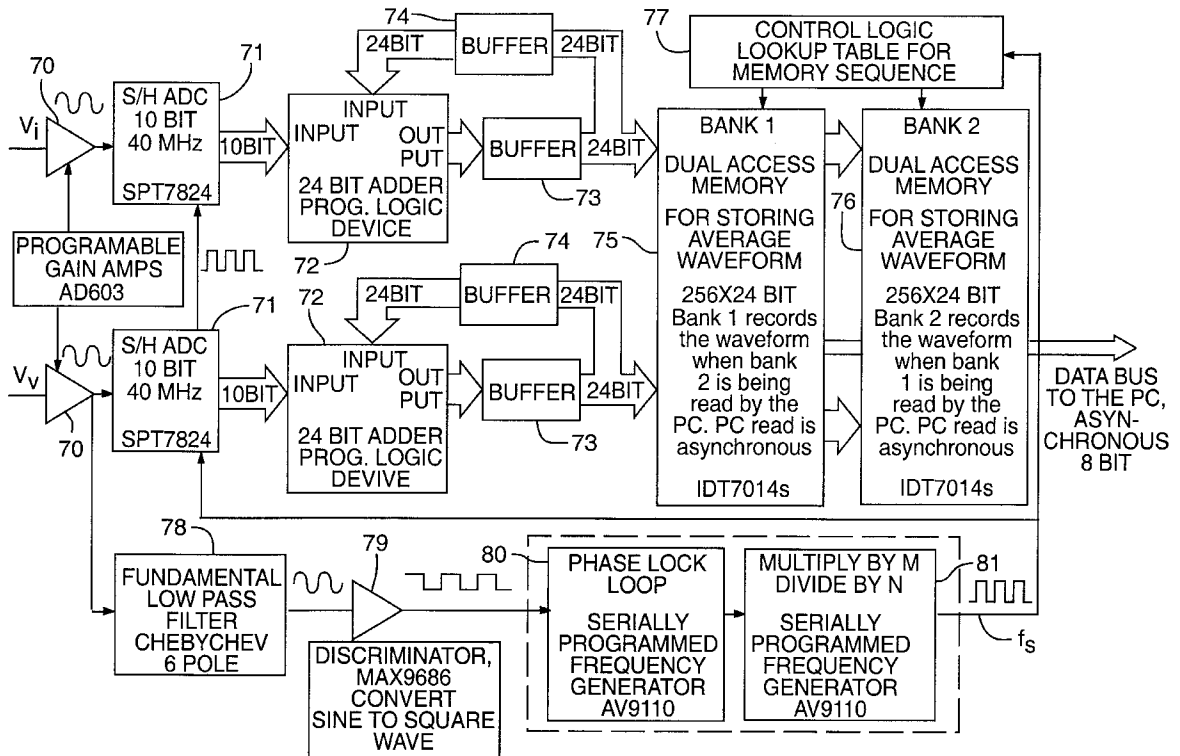 74
24BIT
BUFFER
77
CONTROL LOGIC
LOOKUP TABLE FOR
MEMORY SEQUENCE
70
Vi
71
S/H ADC
10 BIT
40 MHz
SPT7824
10BIT
INPUT
INPUT
OUT
PUT
24 BIT ADDER
PROG. LOGIC
DEVICE
72
BUFFER
73
24BIT
BANK 1
DUAL ACCESS
MEMORY
FOR STORING
AVERAGE
WAVEFORM
256X24 BIT
Bank 1 records
the waveform
when bank
2 is being
read by the
PC. PC read is
asynchronous
IDT7014s
75
BANK 2
DUAL ACCESS
MEMORY
FOR STORING
AVERAGE
WAVEFORM
256X24 BIT
Bank 2 records
the waveform
when bank
1 is being
read by the
PC. PC read is
asynchronous
IDT7014s
76
PROGRAMABLE
GAIN AMPS
AD603
74
24BIT
BUFFER
24BIT
Vv
70
71
S/H ADC
10 BIT
40 MHz
SPT7824
10BIT
72
INPUT
INPUT
OUT
PUT
24 BIT ADDER
PROG. LOGIC
DEVIVE
BUFFER
73
24BIT
DATA BUS
TO THE PC,
ASYN-
CHRONOUS
8 BIT
78
FUNDAMENTAL
LOW PASS
FILTER
CHEBYCHEV
6 POLE
79
DISCRIMINATOR,
MAX9686
CONVERT
SINE TO SQUARE
WAVE
80
PHASE LOCK
LOOP
SERIALLY
PROGRAMMED
FREQUENCY
GENERATOR
AV9110
MULTIPLY BY M
DIVIDE BY N
SERIALLY
PROGRAMMED
FREQUENCY
GENERATOR
AV9110
81
fs